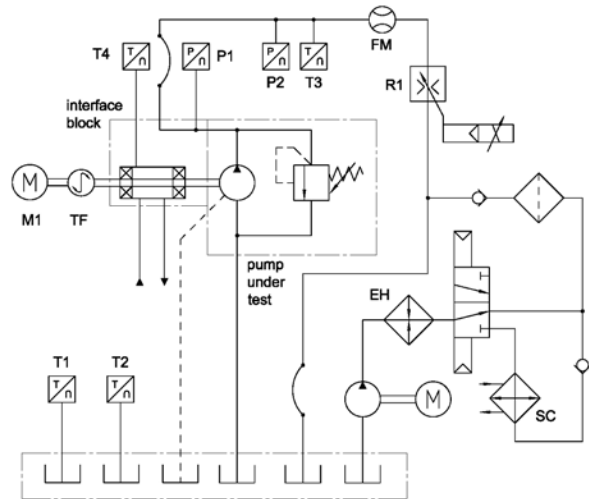 FM
T4
T/n
P/n
P1
P/n
T/n
P2
T3
R1
interface
block
M
M1
TF
pump
under
test
EH
T1
T2
T/n
T/n
M
SC